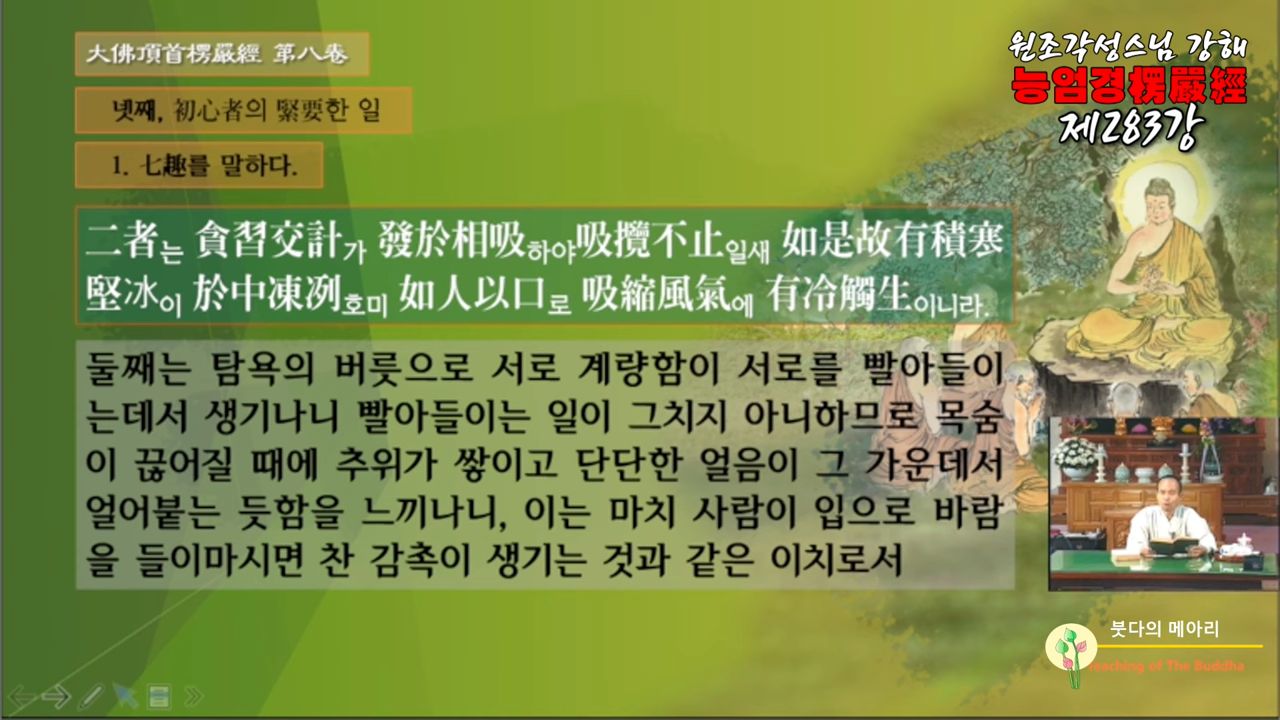 大佛頂首楞嚴經 第八卷
넷째, 初心者의 緊要한 일
1. 七趣를 말하다.
二者는 貪習交計가 發於相吸하야吸攬不止일새 如是故有積寒
堅冰이 於中凍冽호미 如人以口로 吸縮風氣에 有冷觸生이니라.
둘째는 탐욕의 버릇으로 서로 계량함이 서로를 빨아들이
는데서 생기나니 빨아들이는 일이 그치지 아니하므로 목숨
이 끊어질 때에 추위가 쌓이고 단단한 얼음이 그 가운데서
얼어붙는 듯함을 느끼나니, 이는 마치 사람이 입으로 바람
을 들이마시면 찬 감촉이 생기는 것과 같은 이치로서
원조각성스님 강해
능엄경楞嚴經
제283강
붓다의 메아리
Teaching of The Buddha